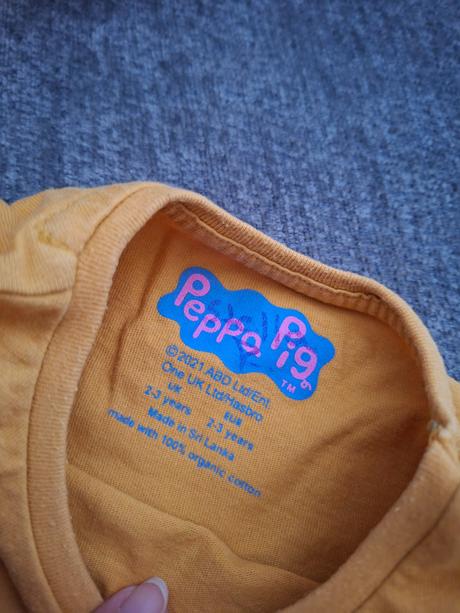 Peppa Pig TM
© 2021 ABD Ltd/Ent.
One UK Ltd/Hasbro
UK EUR
2-3 years 2-3 years
Made in Sri Lanka
made with 100% organic cotton